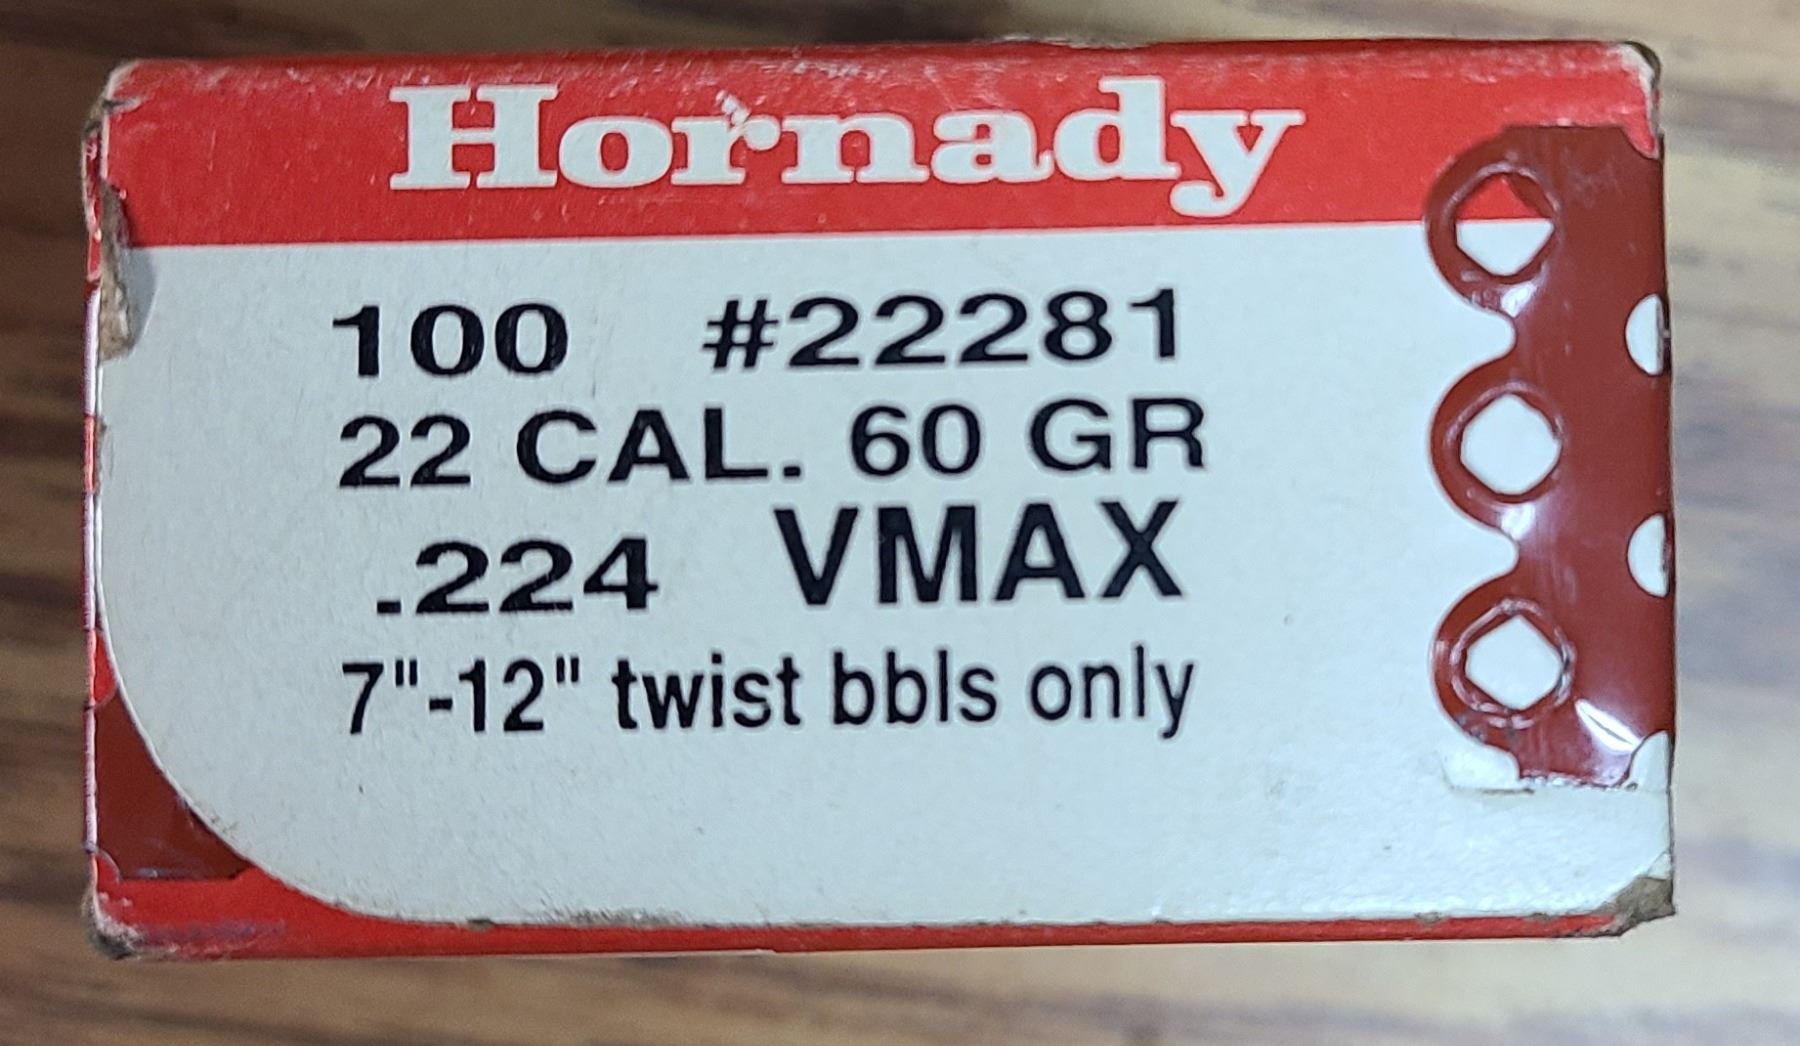 Hornady
100 #22281
22 CAL. 60 GR
.224 VMAX
7"-12" twist bbls only